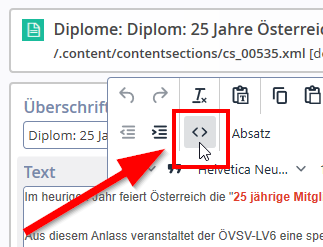 Diplome: Diplom: 25 Jahre Österreic
/.content/contentsections/cs_00535.xml [de
Überschrift
Diplom: 25 Ja
Absatz
Text
Helvetica Neu...
Im heurigen Jahr feiert Österreich die "25 jährige Mitgl
Aus diesem Anlass veranstaltet der ÖVSV-LV6 eine spe